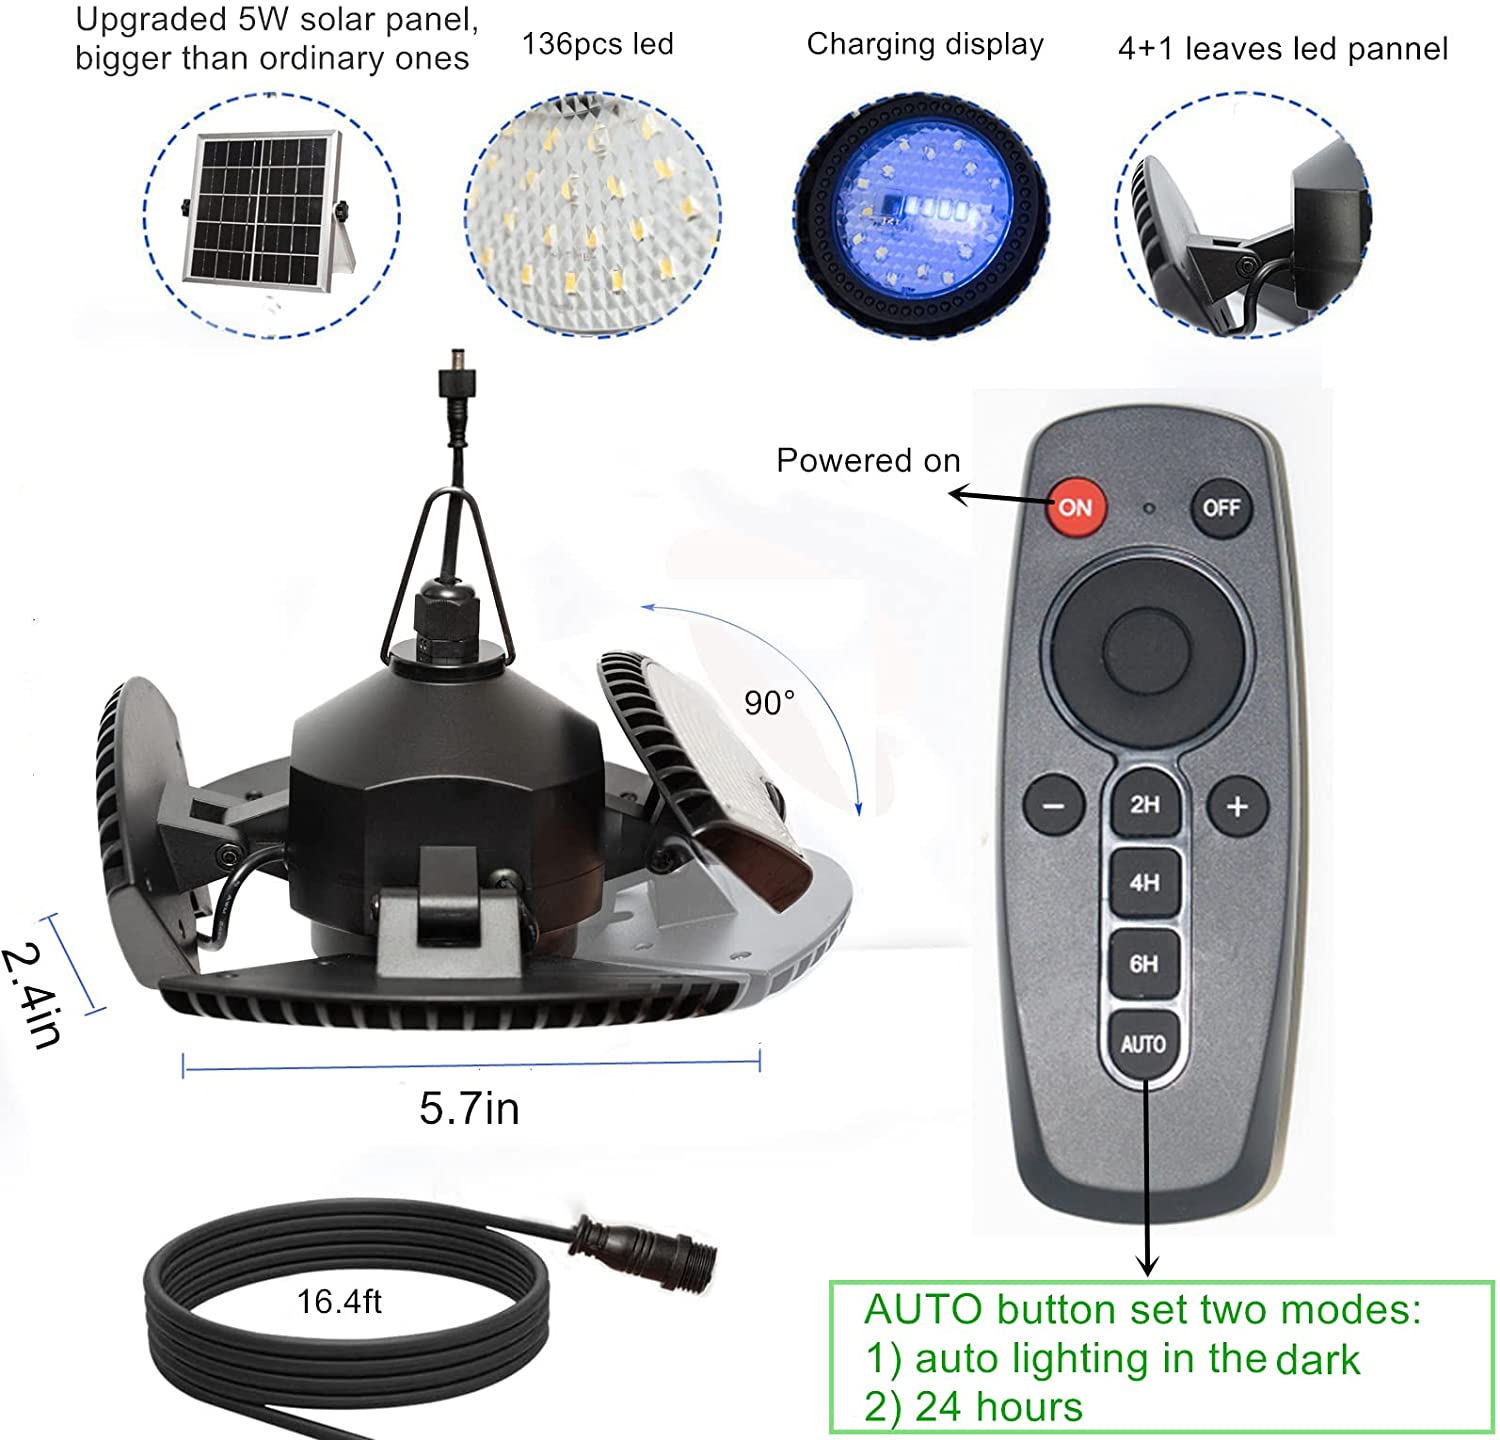 Upgraded 5W solar panel,
bigger than ordinary ones
136pcs led
Charging display
4+1 leaves led pannel
Powered on
ON
OFF
90°
−
2H
+
4H
6H
AUTO
2.4in
5.7in
16.4ft
AUTO button set two modes:
1) auto lighting in the dark
2) 24 hours